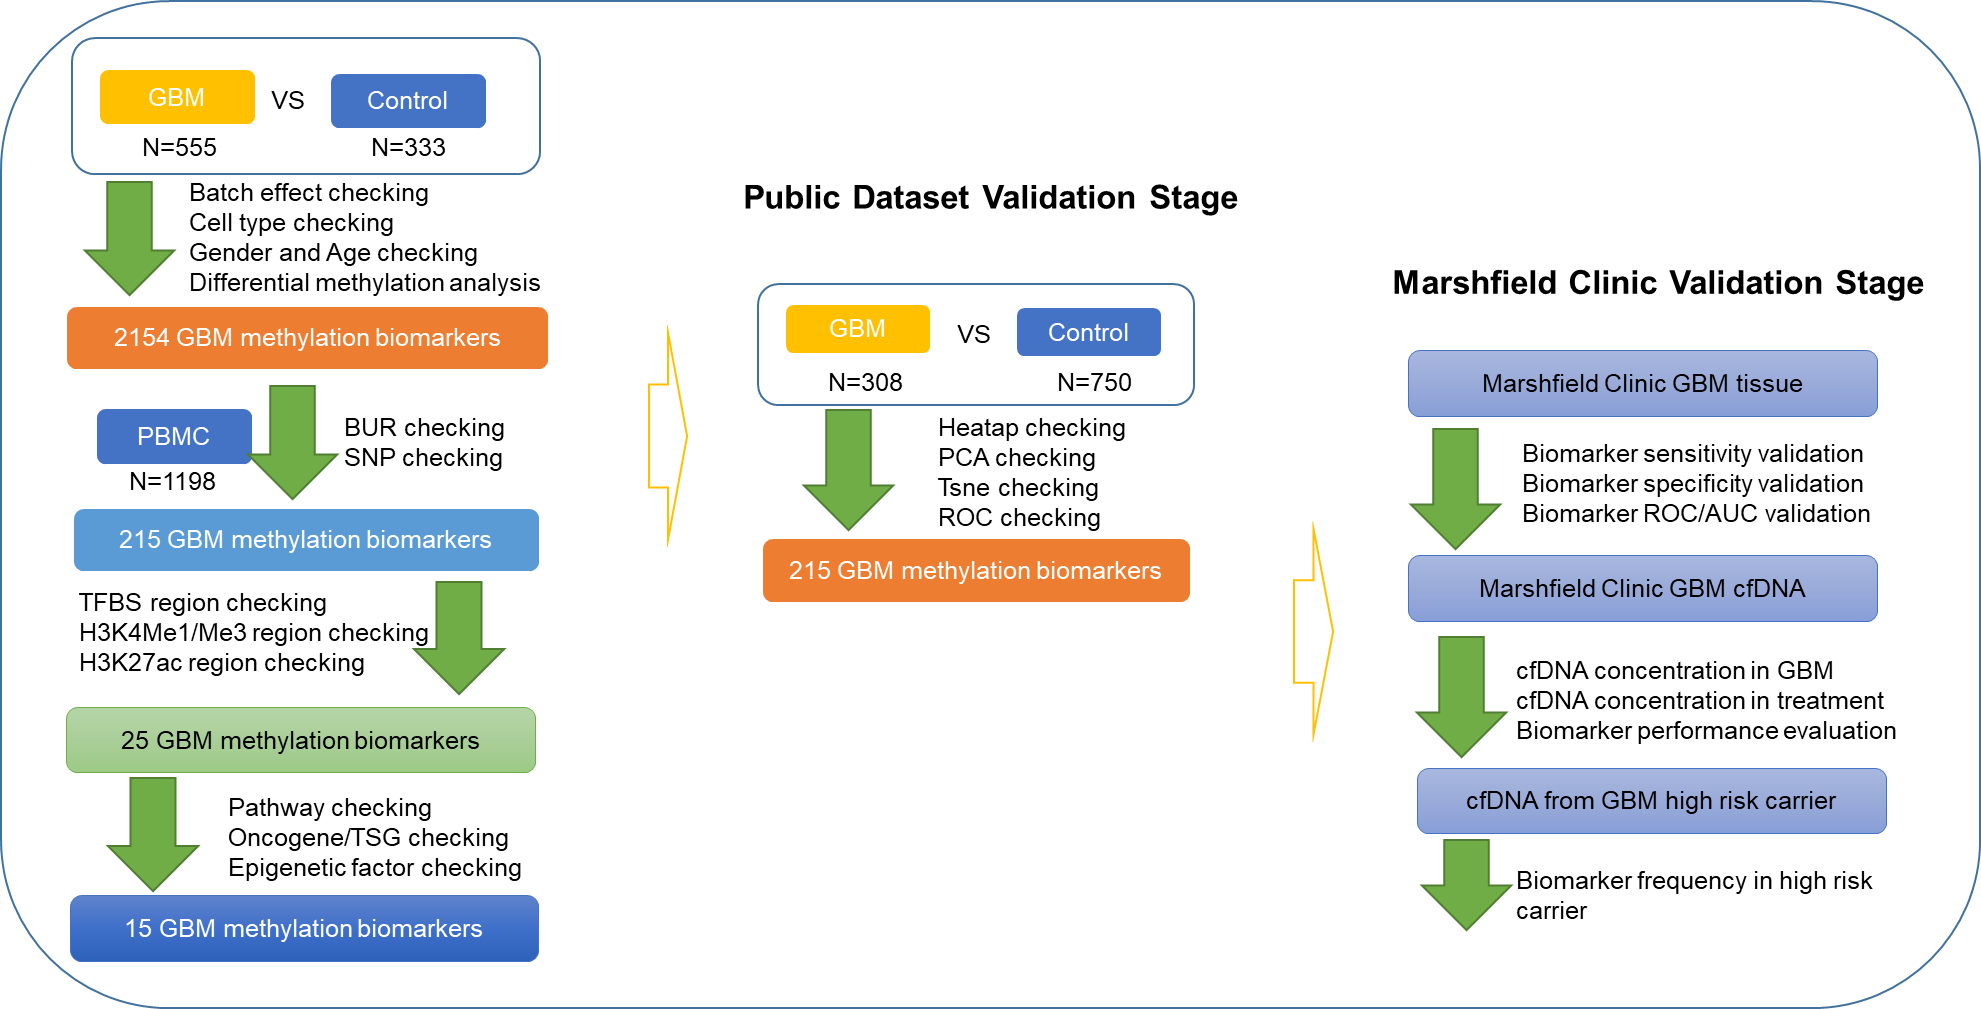 GBM
VS
Control
N=555
N=333
Batch effect checking
Cell type checking
Gender and Age checking
Differential methylation analysis
2154 GBM methylation biomarkers
PBMC
N=1198
BUR checking
SNP checking
215 GBM methylation biomarkers
TFBS region checking
H3K4Me1/Me3 region checking
H3K27ac region checking
25 GBM methylation biomarkers
Pathway checking
Oncogene/TSG checking
Epigenetic factor checking
15 GBM methylation biomarkers
Public Dataset Validation Stage
GBM
VS
Control
N=308
N=750
Heatap checking
PCA checking
Tsne checking
ROC checking
215 GBM methylation biomarkers
Marshfield Clinic Validation Stage
Marshfield Clinic GBM tissue
Biomarker sensitivity validation
Biomarker specificity validation
Biomarker ROC/AUC validation
Marshfield Clinic GBM cfDNA
cfDNA concentration in GBM
cfDNA concentration in treatment
Biomarker performance evaluation
cfDNA from GBM high risk carrier
Biomarker frequency in high risk
carrier